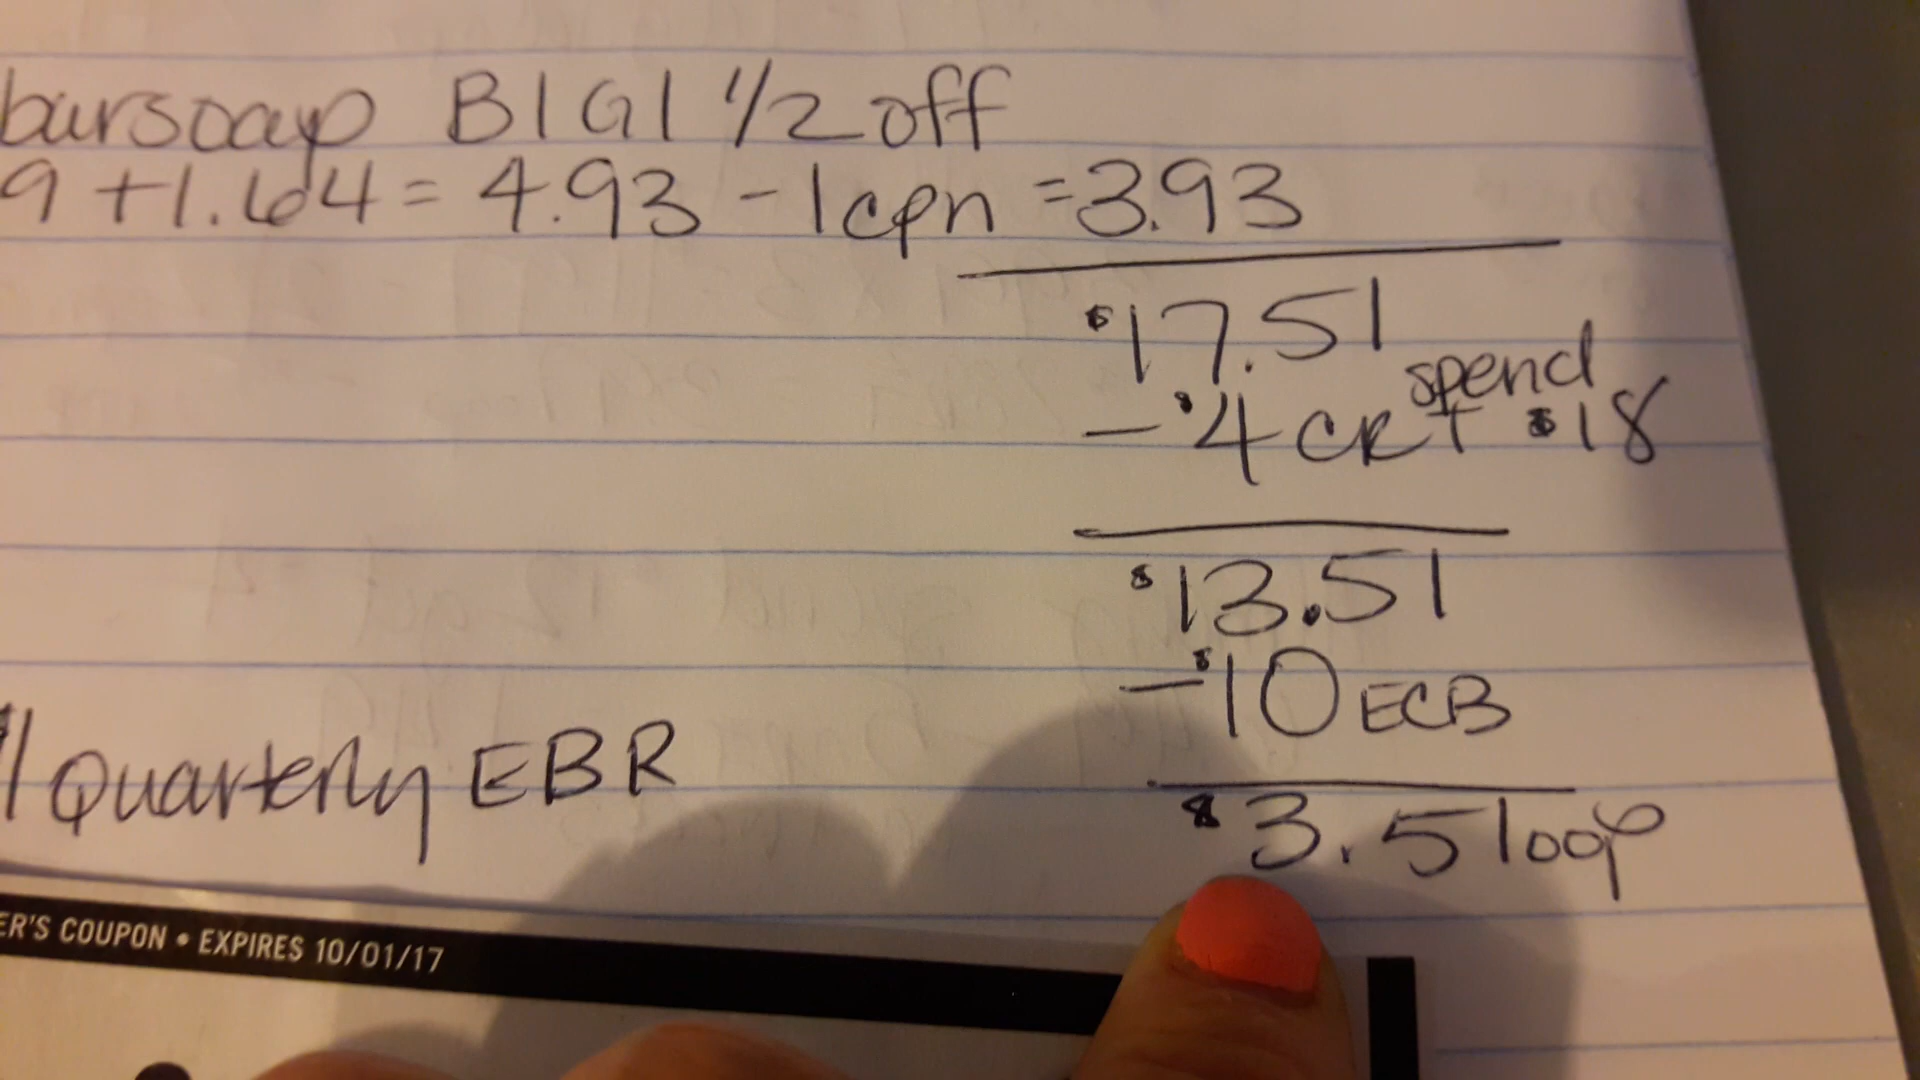 barsoap B1G1 1/2 off
9 + 1.64 = 4.93 - 1 cpn = 3.93
$17.51
spend
- $4 CRT $18
$13.51
- $10 ECB
$3.51 oop
Quarterly EBR
ER'S COUPON • EXPIRES 10/01/17